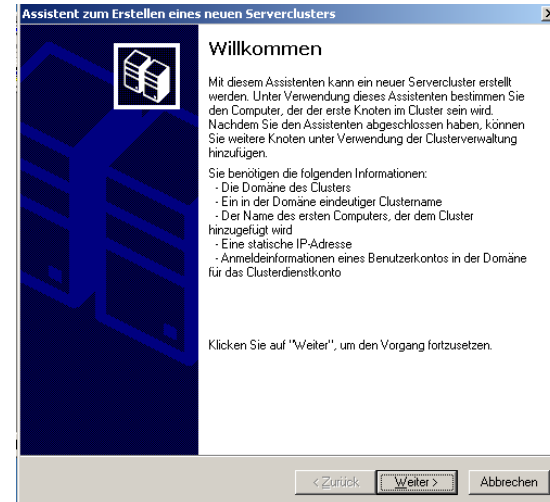 Assistent zum Erstellen eines neuen Serverclusters
Willkommen
Mit diesem Assistenten kann ein neuer Servercluster erstellt
werden. Unter Verwendung dieses Assistenten bestimmen Sie
den Computer, der der erste Knoten im Cluster sein wird.
Nachdem Sie den Assistenten abgeschlossen haben, können
Sie weitere Knoten unter Verwendung der Clusterverwaltung
hinzufügen.
Sie benötigen die folgenden Informationen:
- Die Domäne des Clusters
- Ein in der Domäne eindeutiger Clustername
- Der Name des ersten Computers, der dem Cluster
hinzugefügt wird
- Eine statische IP-Adresse
- Anmeldeinformationen eines Benutzerkontos in der Domäne
für das Clusterdienstkonto
Klicken Sie auf "Weiter", um den Vorgang fortzusetzen.
< Zurück Weiter > Abbrechen